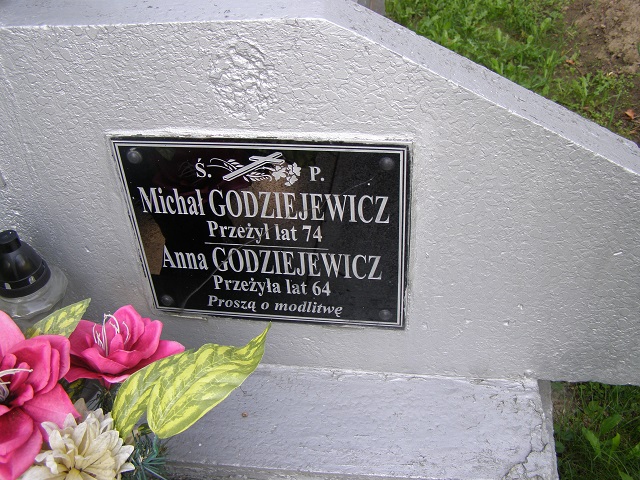 Ś. P.
Michał GODZIEJEWICZ
Przeżył lat 74
Anna GODZIEJEWICZ
Przeżyła lat 64
Proszą o modlitwę